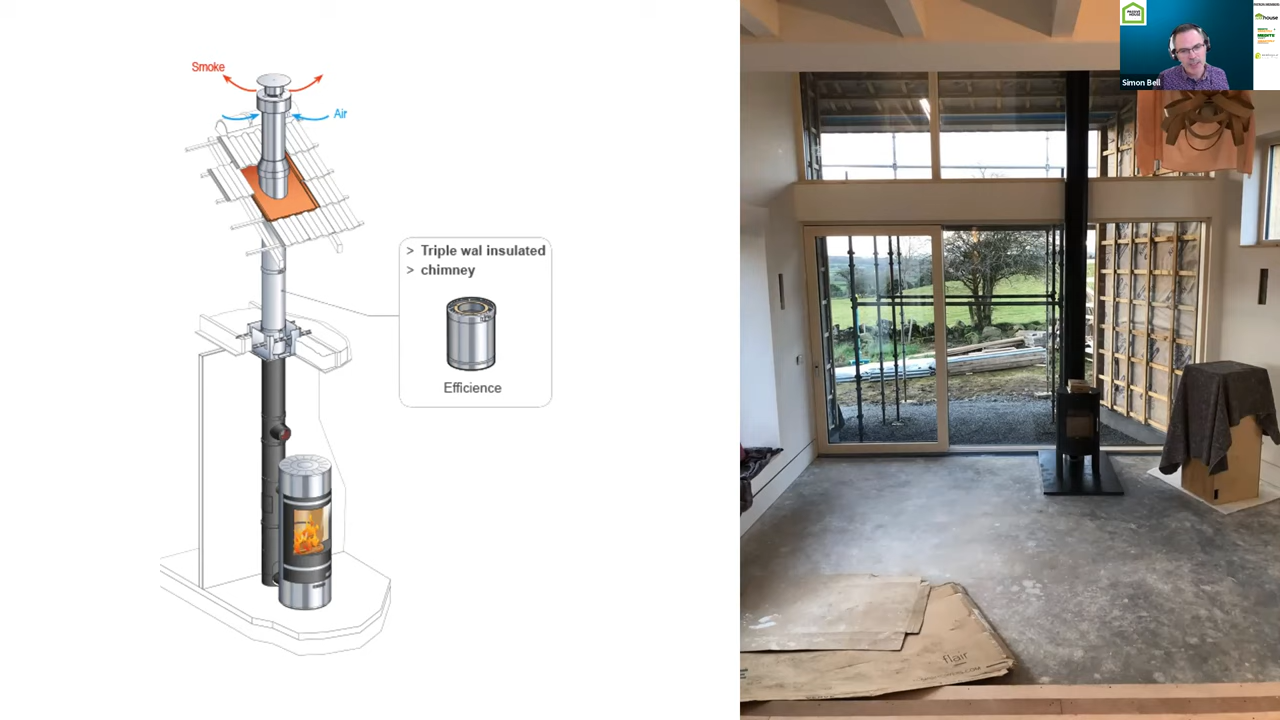 Smoke
Air
> Triple wal insulated
> chimney
Efficience
Simon Bell
flair